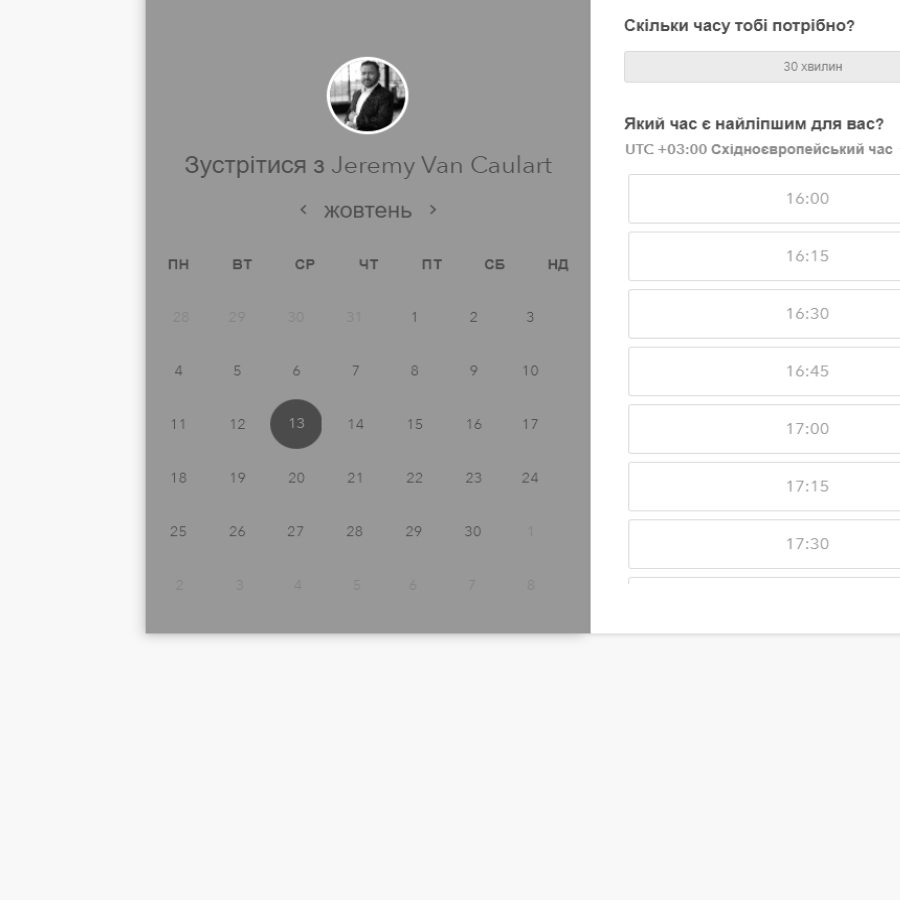 Зустрітися з Jeremy Van Caulart
жовтень
ПН ВТ СР ЧТ ПТ СБ НД
28 29 30 31 1 2 3
4 5 6 7 8 9 10
11 12 13 14 15 16 17
18 19 20 21 22 23 24
25 26 27 28 29 30 1
2 3 4 5 6 7 8
Скільки часу тобі потрібно?
30 хвилин
Який час є найліпшим для вас?
UTC +03:00 Східноєвропейський час
16:00
16:15
16:30
16:45
17:00
17:15
17:30